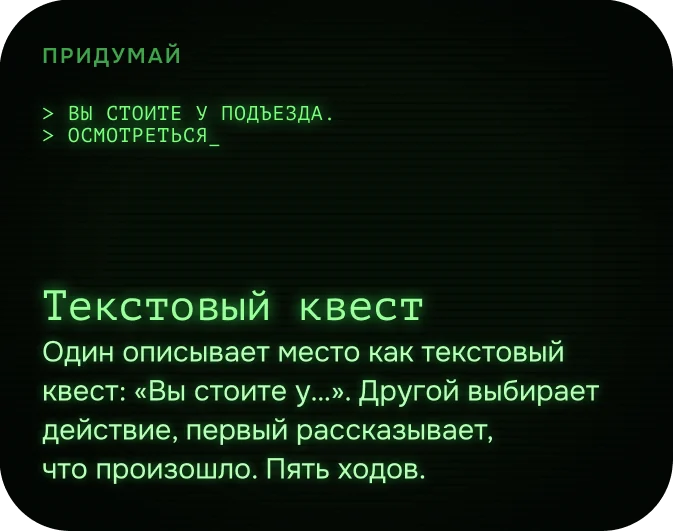 ПРИДУМАЙ
> ВЫ СТОИТЕ У ПОДЪЕЗДА.
> ОСМОТРЕТЬСЯ_
Текстовый квест
Один описывает место как текстовый
квест: «Вы стоите у...». Другой выбирает
действие, первый рассказывает,
что произошло. Пять ходов.